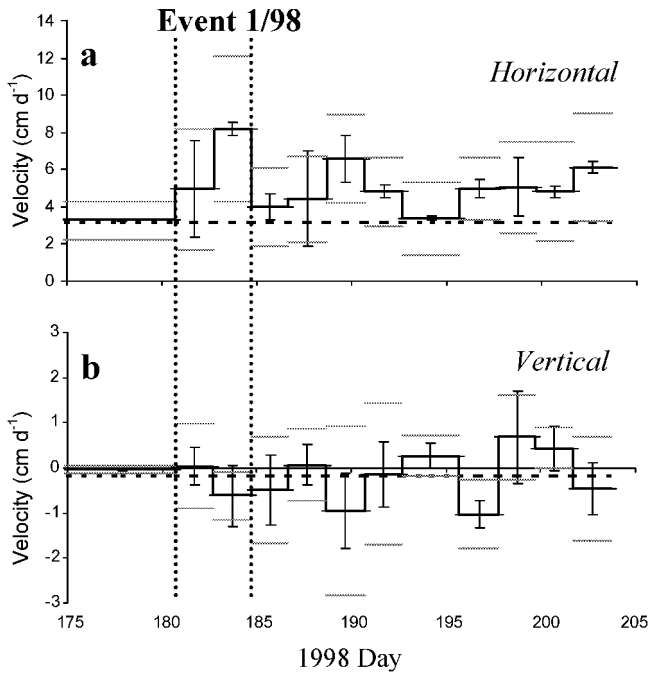 Event 1/98
14
12
10
8
6
4
2
0
Velocity (cm d-1)
a
Horizontal
3
2
1
0
-1
-2
-3
Velocity (cm d-1)
b
Vertical
175 180 185 190 195 200 205
1998 Day